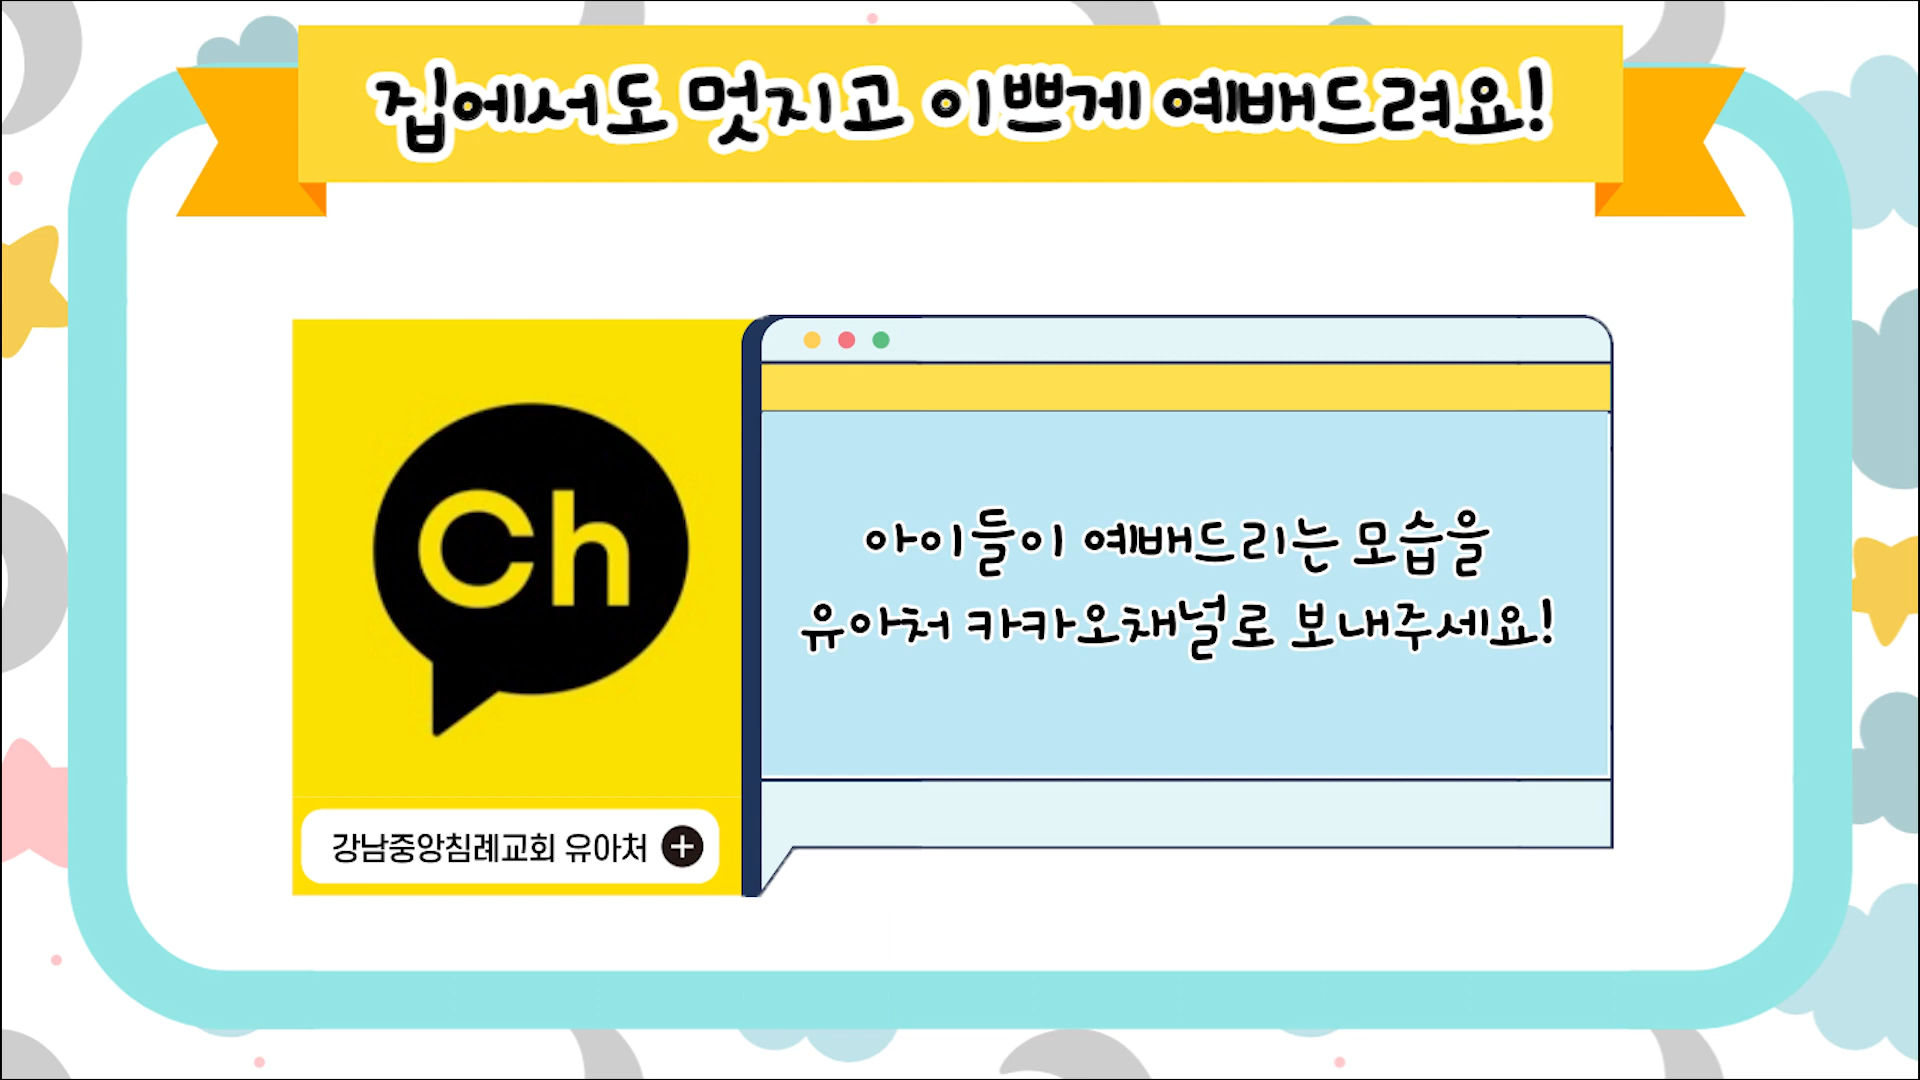 집에서도 멋지고 이쁘게 예배드려요!
Ch
아이들이 예배드리는 모습을
유아처 카카오채널로 보내주세요!
강남중앙침례교회 유아처